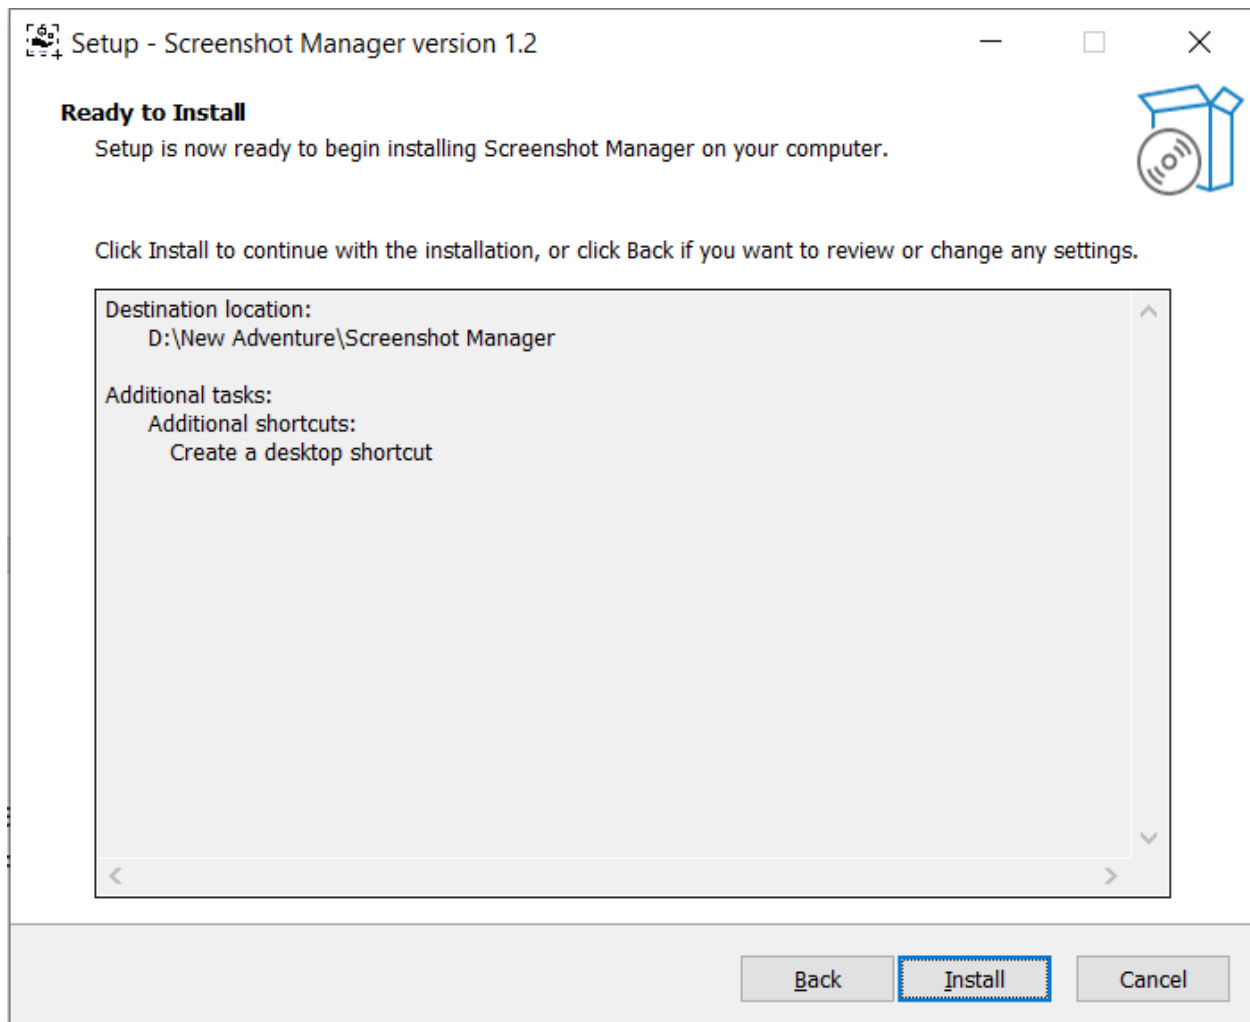 Setup - Screenshot Manager version 1.2
Ready to Install
Setup is now ready to begin installing Screenshot Manager on your computer.
Click Install to continue with the installation, or click Back if you want to review or change any settings.
Destination location:
D:\New Adventure\Screenshot Manager
Additional tasks:
Additional shortcuts:
Create a desktop shortcut
Back
Install
Cancel